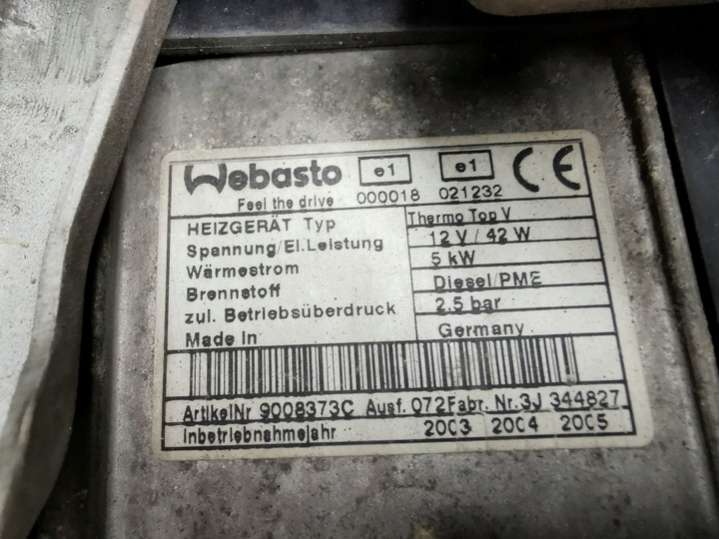 Webasto e1 e1 CE
Feel the drive 000018 021232
HEIZGERÄT Typ Thermo Top V
Spannung/El.Leistung 12 V / 42 W
Wärmestrom 5 kW
Brennstoff Diesel/PME
zul. Betriebsüberdruck 2,5 bar
Made in Germany
ArtikelNr 9008373C Ausf. 072Fabr. Nr.3J 344827
Inbetriebnahmejahr 2003 2004 2005